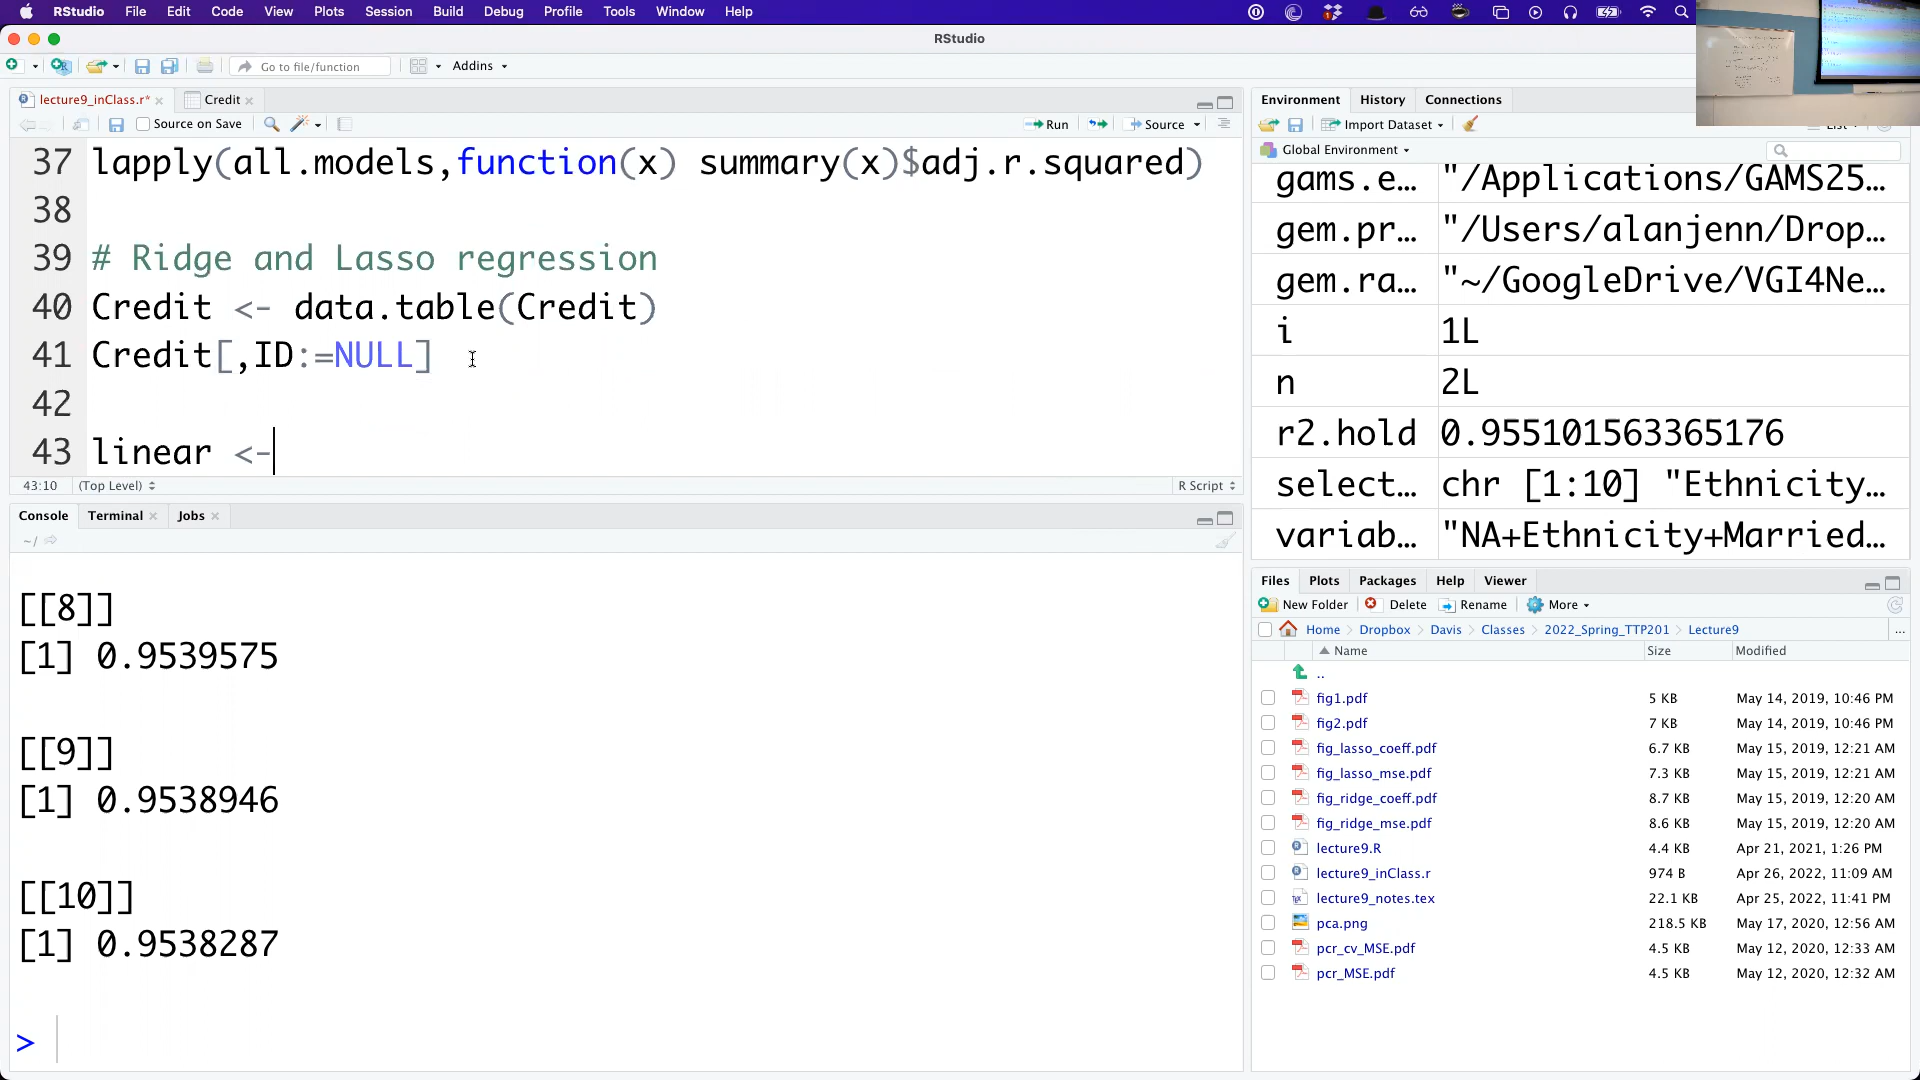 RStudio File Edit Code View Plots Session Build Debug Profile Tools Window Help
RStudio
Go to file/function Addins
lecture9_inClass.r* Credit
Source on Save Run Source
37 lapply(all.models,function(x) summary(x)$adj.r.squared)
38
39 # Ridge and Lasso regression
40 Credit <- data.table(Credit)
41 Credit[,ID:=NULL]
42
43 linear <-
43:10 (Top Level) R Script
Console Terminal Jobs
~/
[[8]]
[1] 0.9539575
[[9]]
[1] 0.9538946
[[10]]
[1] 0.9538287
>
Environment History Connections
Import Dataset
Global Environment
gams.e… "/Applications/GAMS25…
gem.pr… "/Users/alanjenn/Drop…
gem.ra… "~/GoogleDrive/VGI4Ne…
i 1L
n 2L
r2.hold 0.955101563365176
select… chr [1:10] "Ethnicity…
variab… "NA+Ethnicity+Married…
Files Plots Packages Help Viewer
New Folder Delete Rename More
Home Dropbox Davis Classes 2022_Spring_TTP201 Lecture9 ...
Name Size Modified
..
fig1.pdf 5 KB May 14, 2019, 10:46 PM
fig2.pdf 7 KB May 14, 2019, 10:46 PM
fig_lasso_coeff.pdf 6.7 KB May 15, 2019, 12:21 AM
fig_lasso_mse.pdf 7.3 KB May 15, 2019, 12:21 AM
fig_ridge_coeff.pdf 8.7 KB May 15, 2019, 12:20 AM
fig_ridge_mse.pdf 8.6 KB May 15, 2019, 12:20 AM
lecture9.R 4.4 KB Apr 21, 2021, 1:26 PM
lecture9_inClass.r 974 B Apr 26, 2022, 11:09 AM
lecture9_notes.tex 22.1 KB Apr 25, 2022, 11:41 PM
pca.png 218.5 KB May 17, 2020, 12:56 AM
pcr_cv_MSE.pdf 4.5 KB May 12, 2020, 12:33 AM
pcr_MSE.pdf 4.5 KB May 12, 2020, 12:32 AM